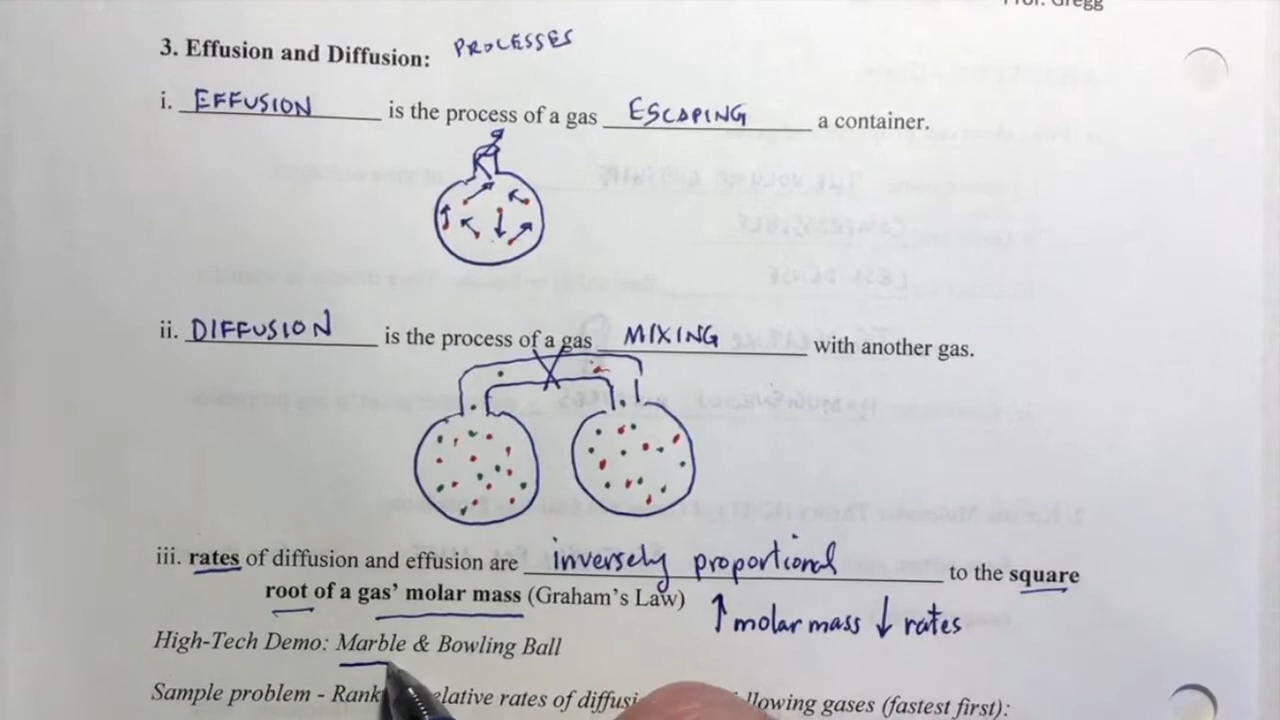 Prof. Gregg
3. Effusion and Diffusion: PROCESSES
i. EFFUSION is the process of a gas ESCAPING a container.
ii. DIFFUSION is the process of a gas MIXING with another gas.
iii. rates of diffusion and effusion are inversely proportional to the square
root of a gas' molar mass (Graham's Law) ↑ molar mass ↓ rates
High-Tech Demo: Marble & Bowling Ball
Sample problem - Rank relative rates of gases (fastest first):